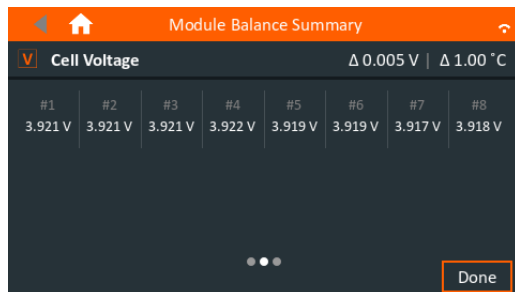 Module Balance Summary
V Cell Voltage Δ 0.005 V | Δ 1.00 °C
#1 #2 #3 #4 #5 #6 #7 #8
3.921 V 3.921 V 3.921 V 3.922 V 3.919 V 3.919 V 3.917 V 3.918 V
Done